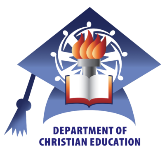 DEPARTMENT OF
CHRISTIAN EDUCATION